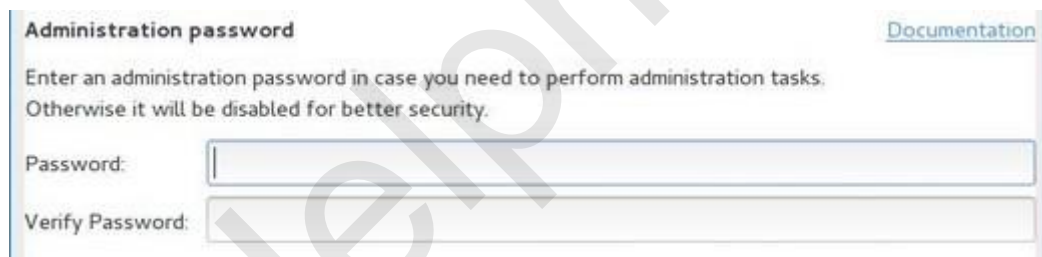 Administration password Documentation
Enter an administration password in case you need to perform administration tasks.
Otherwise it will be disabled for better security.
Password:
Verify Password: